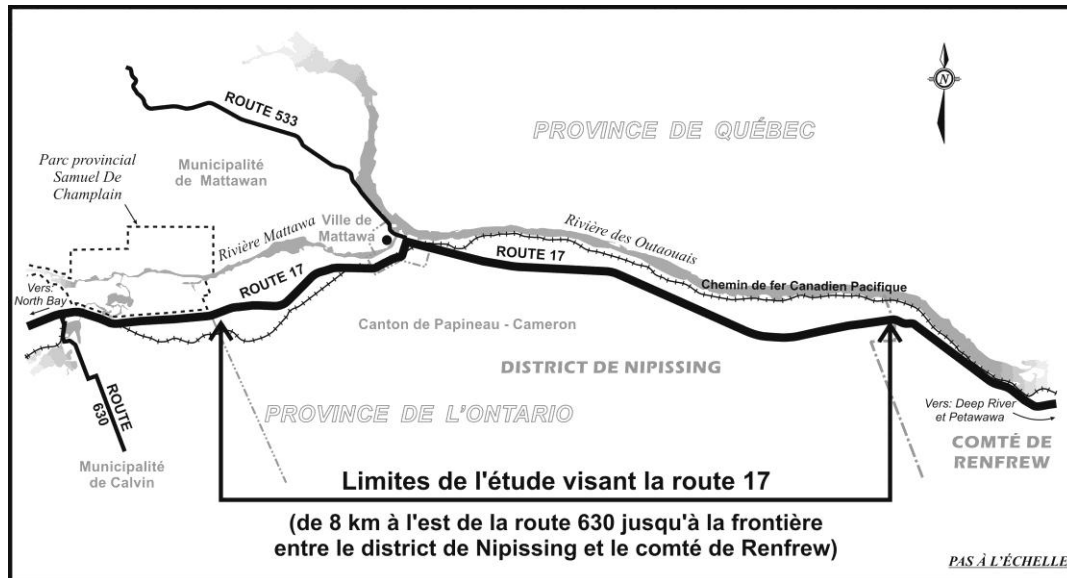 ROUTE 533
N
PROVINCE DE QUÉBEC
Parc provincial
Samuel De
Champlain
Municipalité
de Mattawan
Rivière Mattawa
Ville de
Mattawa
Rivière des Outaouais
ROUTE 17
ROUTE 17
Chemin de fer Canadien Pacifique
Vers:
North Bay
Canton de Papineau - Cameron
DISTRICT DE NIPISSING
ROUTE
630
PROVINCE DE L'ONTARIO
Vers: Deep River
et Petawawa
COMTÉ DE
RENFREW
Municipalité
de Calvin
Limites de l'étude visant la route 17
(de 8 km à l'est de la route 630 jusqu'à la frontière
entre le district de Nipissing et le comté de Renfrew)
PAS À L'ÉCHELLE